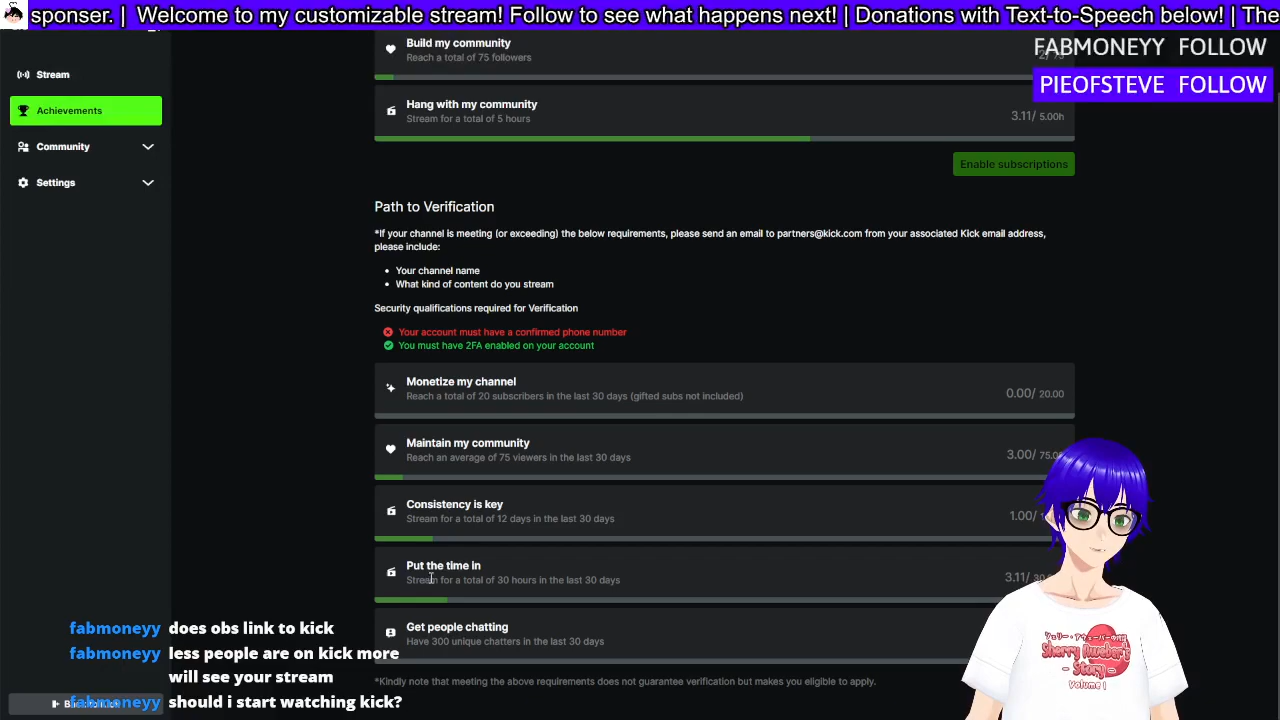 sponser. | Welcome to my customizable stream! Follow to see what happens next! | Donations with Text-to-Speech below! | The
FABMONEYY FOLLOW
PIEOFSTEVE FOLLOW
Stream
Achievements
Community
Settings
Build my community
Reach a total of 75 followers
Hang with my community
Stream for a total of 5 hours
3.11/ 5.00h
Enable subscriptions
Path to Verification
*If your channel is meeting (or exceeding) the below requirements, please send an email to partners@kick.com from your associated Kick email address,
please include:
• Your channel name
• What kind of content do you stream
Security qualifications required for Verification
Your account must have a confirmed phone number
You must have 2FA enabled on your account
Monetize my channel
Reach a total of 20 subscribers in the last 30 days (gifted subs not included)
0.00/ 20.00
Maintain my community
Reach an average of 75 viewers in the last 30 days
3.00/ 75.00
Consistency is key
Stream for a total of 12 days in the last 30 days
1.00/
Put the time in
Stream for a total of 30 hours in the last 30 days
3.11/
Get people chatting
Have 300 unique chatters in the last 30 days
*Kindly note that meeting the above requirements does not guarantee verification but makes you eligible to apply.
fabmoneyy does obs link to kick
fabmoneyy less people are on kick more
will see your stream
fabmoneyy should i start watching kick?
Sherry Aweber's
Story
Volume 1